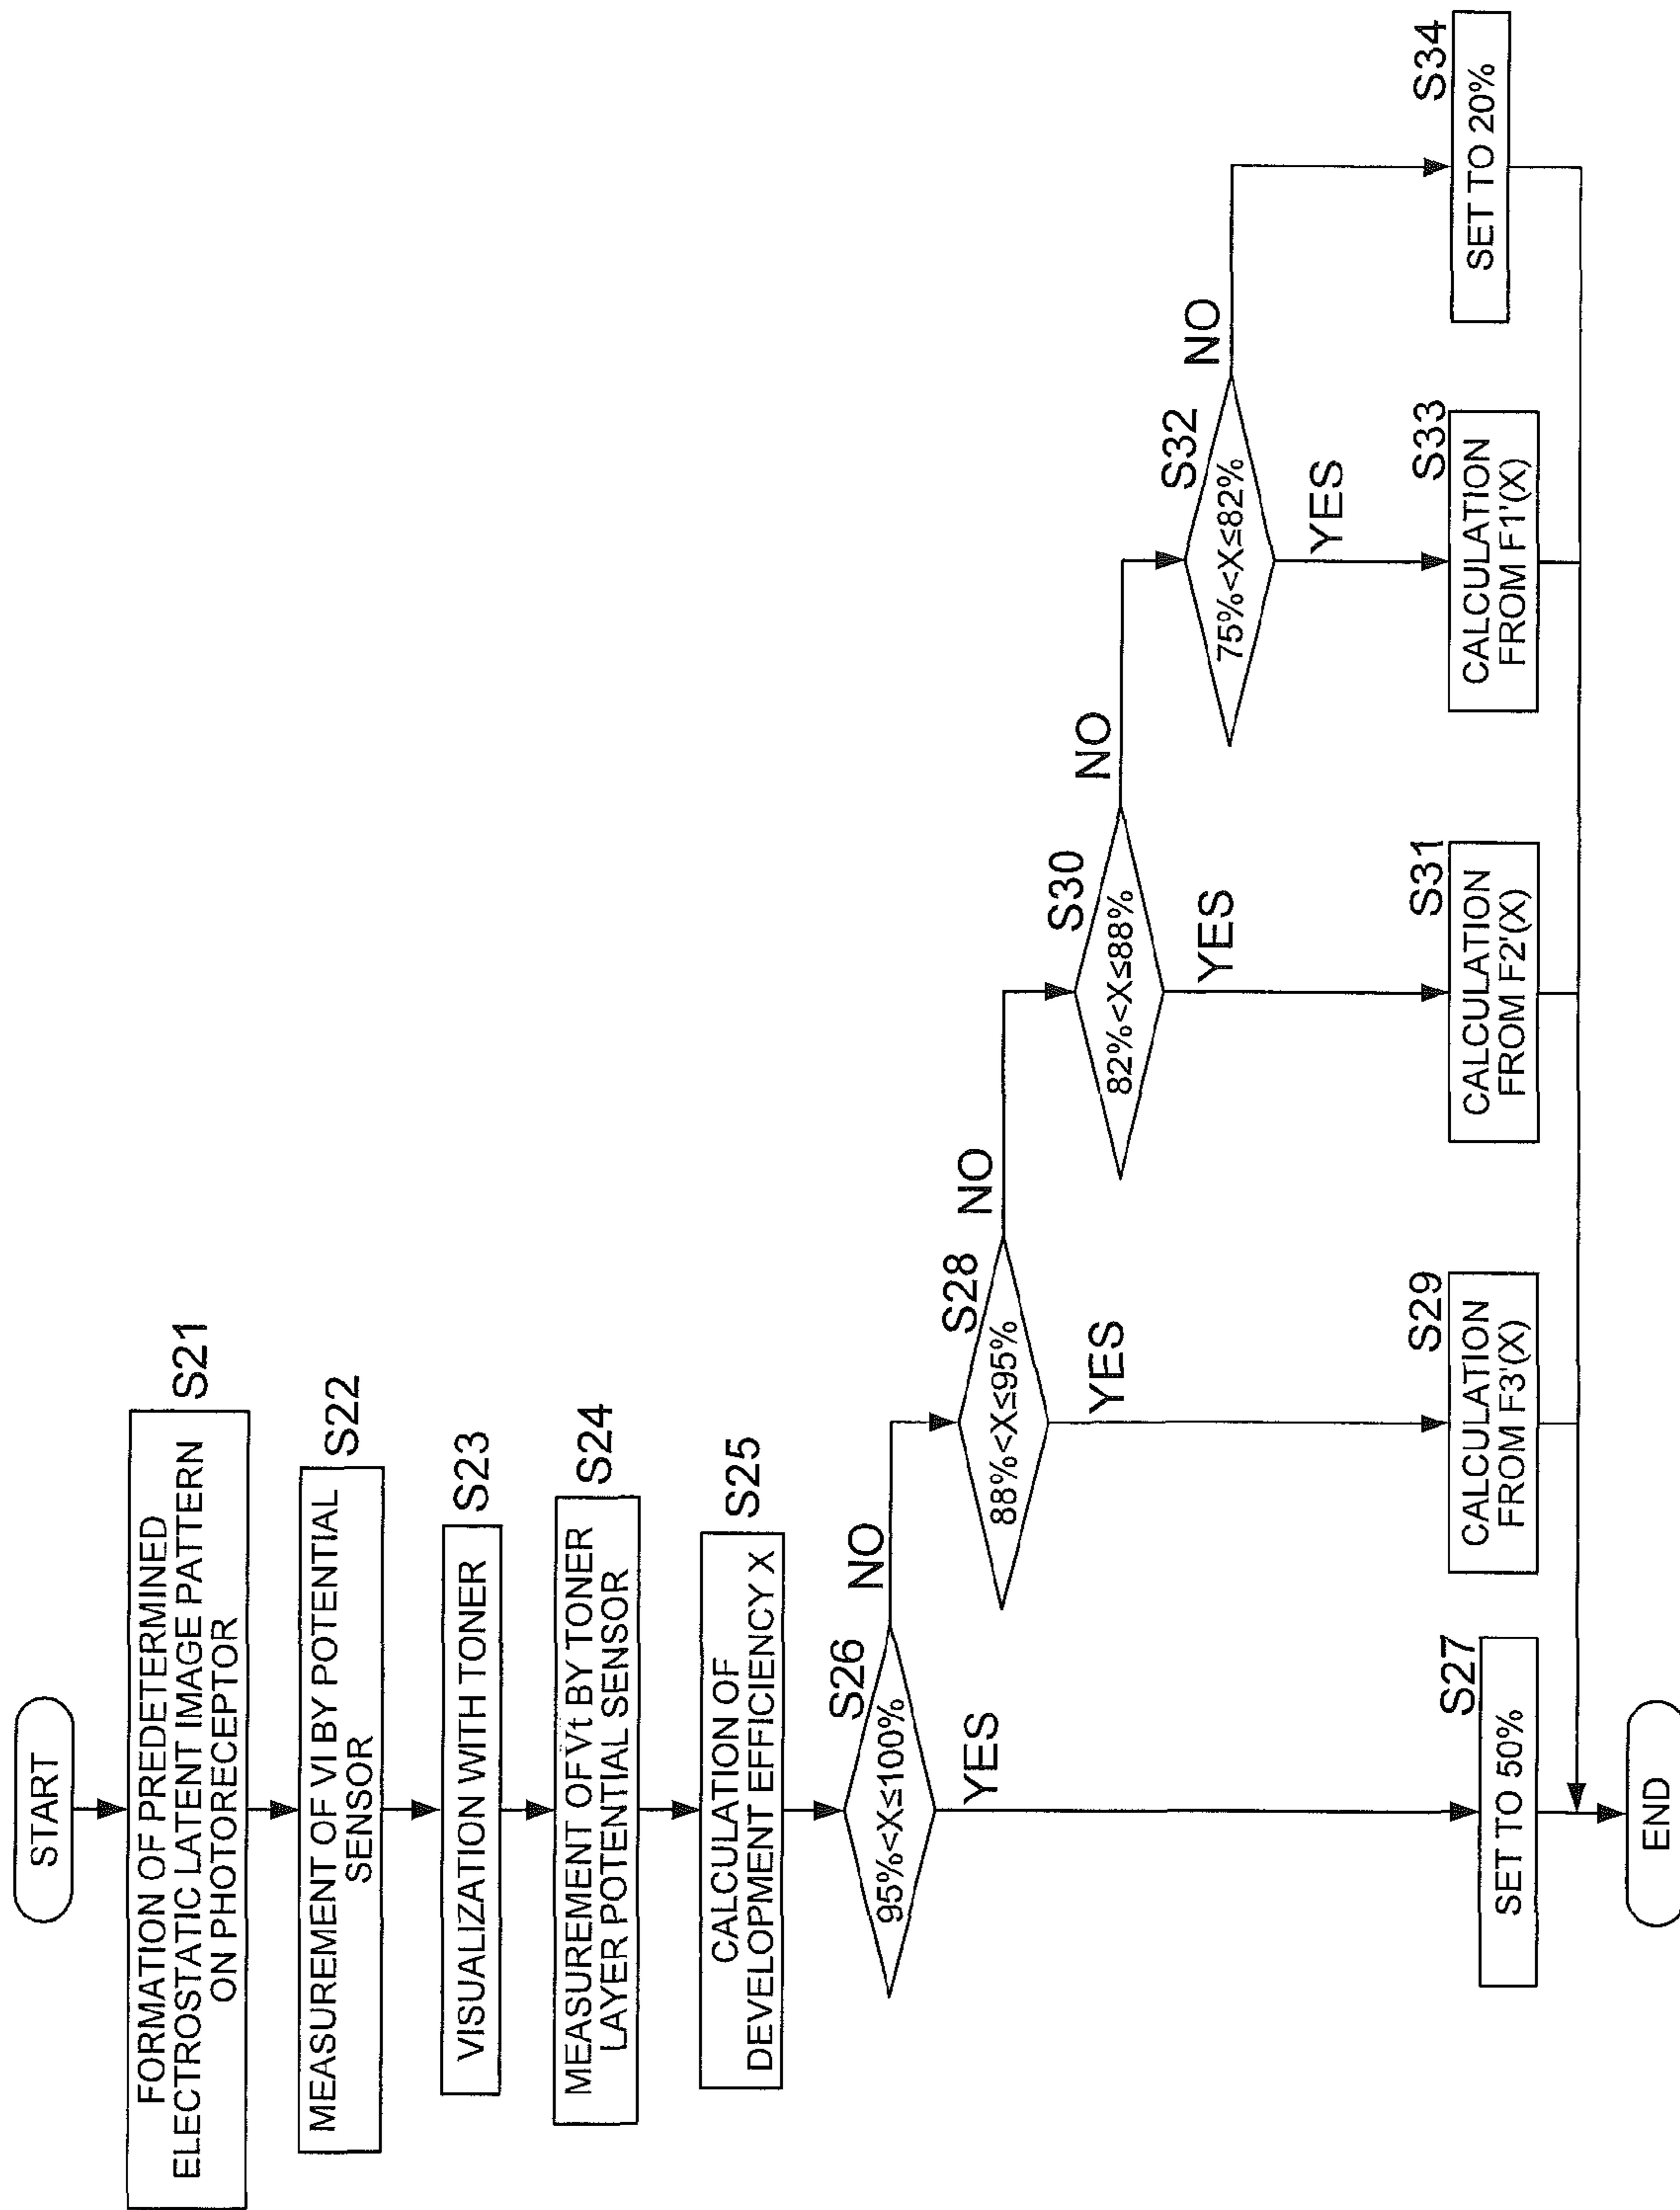 START
FORMATION OF PREDETERMINED
ELECTROSTATIC LATENT IMAGE PATTERN
ON PHOTORECEPTOR
S21
MEASUREMENT OF VI BY POTENTIAL
SENSOR
S22
VISUALIZATION WITH TONER
S23
MEASUREMENT OF Vt BY TONER
LAYER POTENTIAL SENSOR
S24
CALCULATION OF
DEVELOPMENT EFFICIENCY X
S25
95%<X≤100%
S26
NO
YES
88%<X≤95%
S28
NO
YES
82%<X≤88%
S30
NO
YES
75%<X≤82%
S32
NO
YES
SET TO 50%
S27
CALCULATION
FROM F3'(X)
S29
CALCULATION
FROM F2'(X)
S31
CALCULATION
FROM F1'(X)
S33
SET TO 20%
S34
END